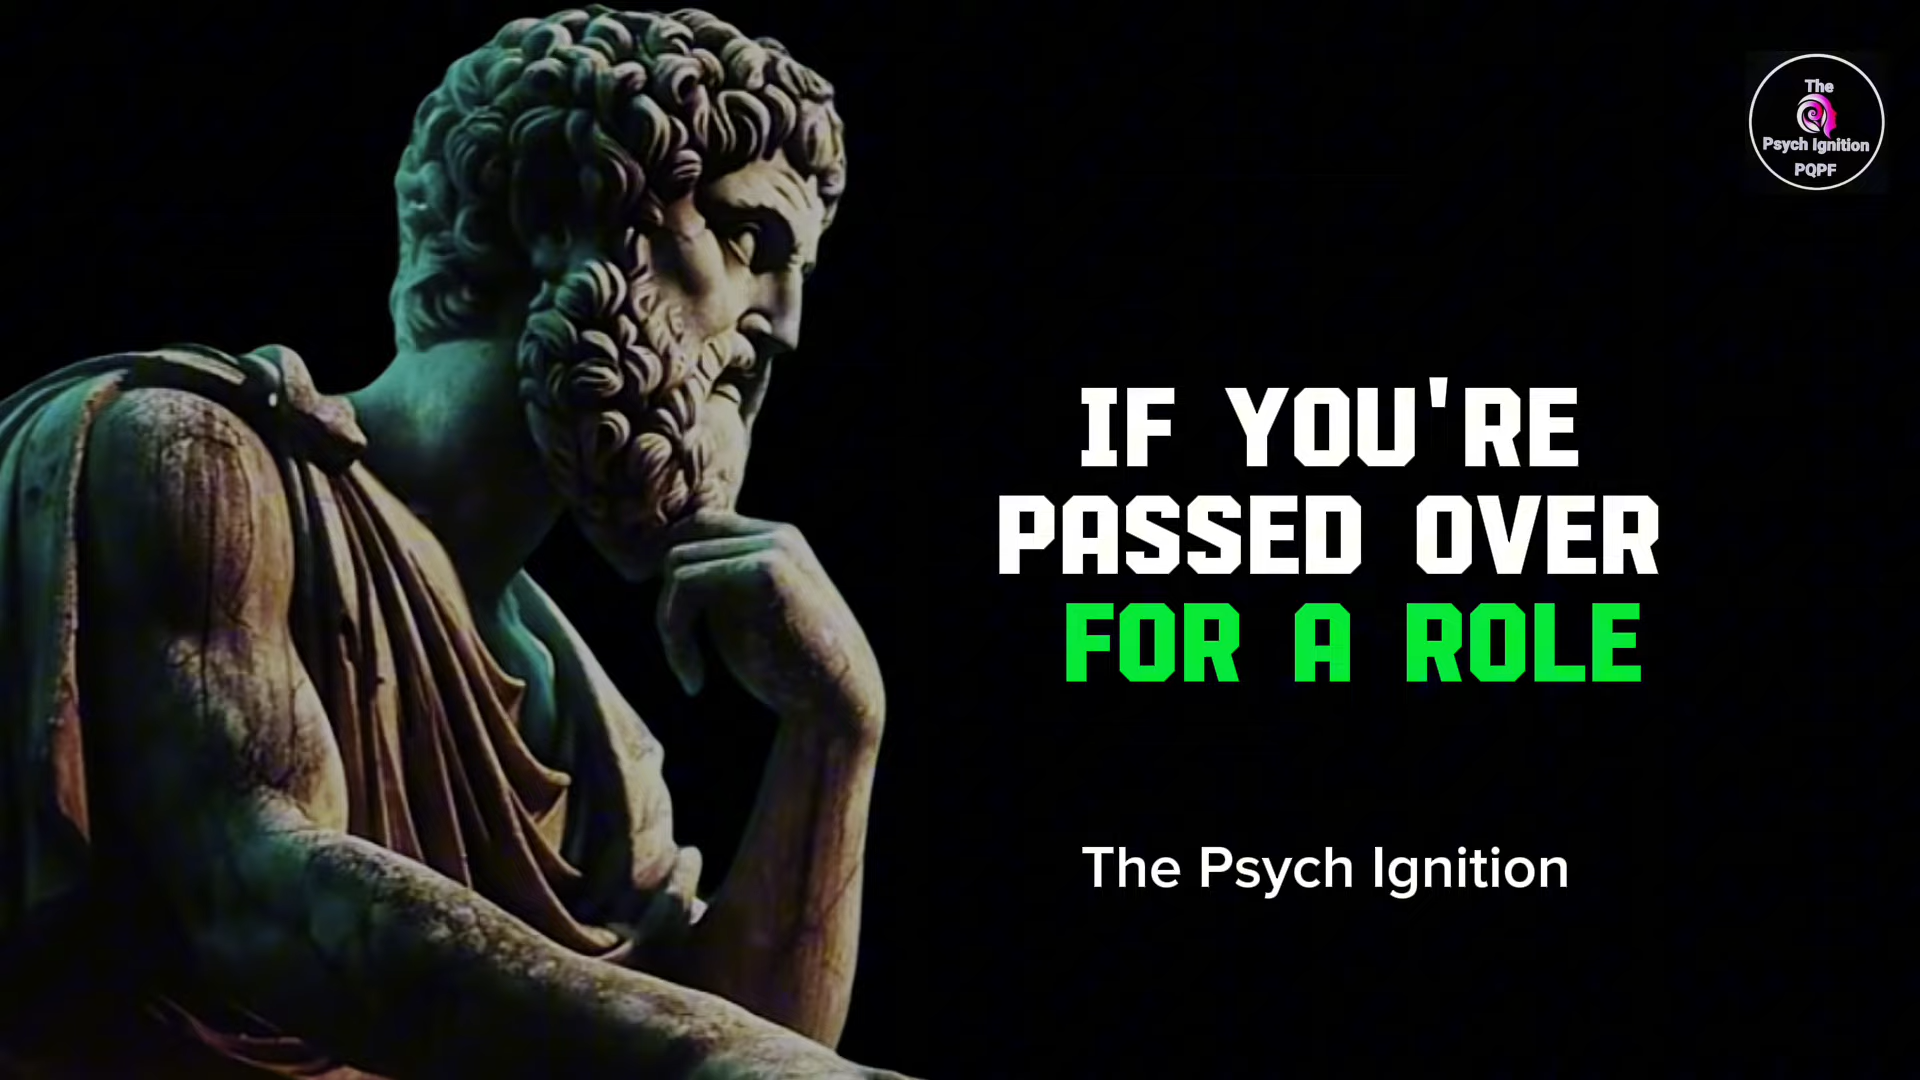 The
Psych Ignition
PQPF
IF YOU'RE
PASSED OVER
FOR A ROLE
The Psych Ignition